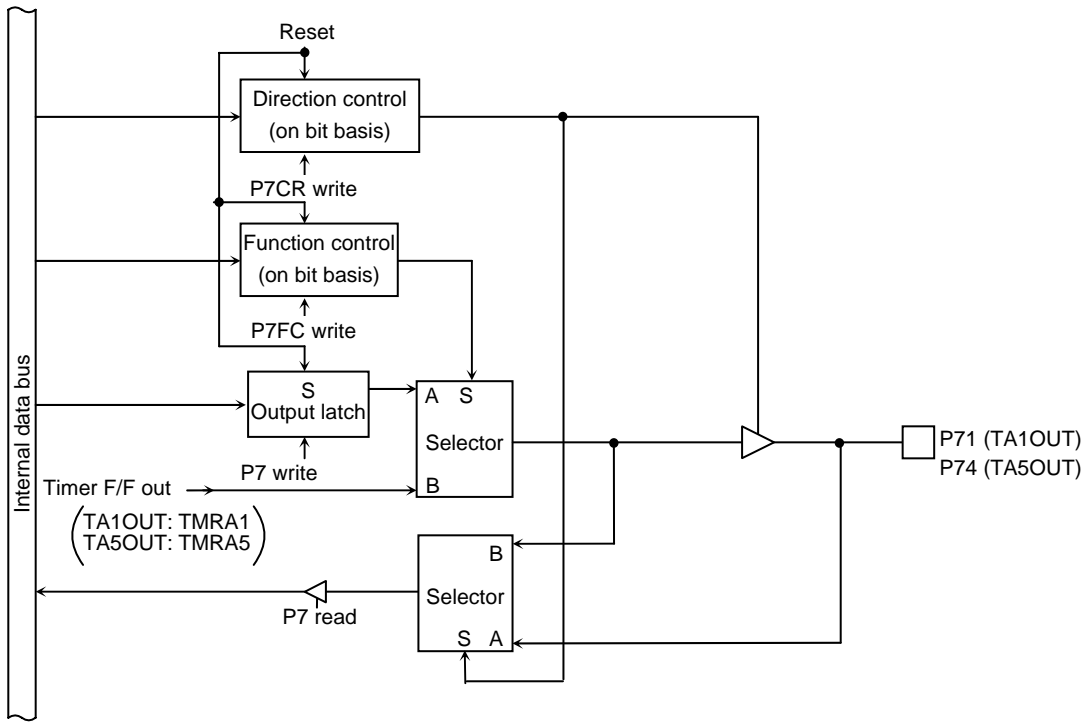 Reset
Direction control
(on bit basis)
P7CR write
Function control
(on bit basis)
P7FC write
S
Output latch
P7 write
A S
Selector
B
Timer F/F out
TA1OUT: TMRA1
TA5OUT: TMRA5
P71 (TA1OUT)
P74 (TA5OUT)
B
Selector
S A
P7 read
Internal data bus